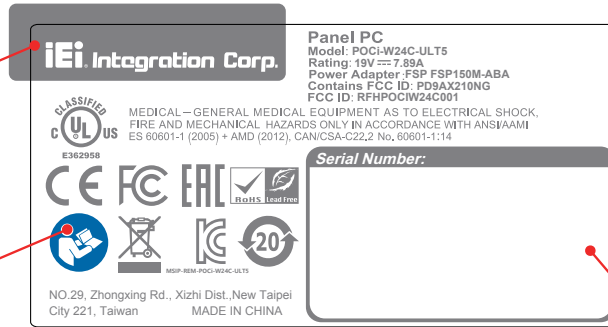 iEi Integration Corp.
Panel PC
Model: POCi-W24C-ULT5
Rating: 19V ⎓ 7.89A
Power Adapter :FSP FSP150M-ABA
Contains FCC ID: PD9AX210NG
FCC ID: RFHPOCIW24C001
CLASSIFIED
C UL US
E362958
MEDICAL—GENERAL MEDICAL EQUIPMENT AS TO ELECTRICAL SHOCK,
FIRE AND MECHANICAL HAZARDS ONLY IN ACCORDANCE WITH ANSI/AAMI
ES 60601-1 (2005) + AMD (2012), CAN/CSA-C22.2 No. 60601-1:14
CE FC EAC
RoHS Lead Free
Serial Number:
20
MSIP-REM-POCi-W24C-ULT5
NO.29, Zhongxing Rd., Xizhi Dist.,New Taipei
City 221, Taiwan MADE IN CHINA